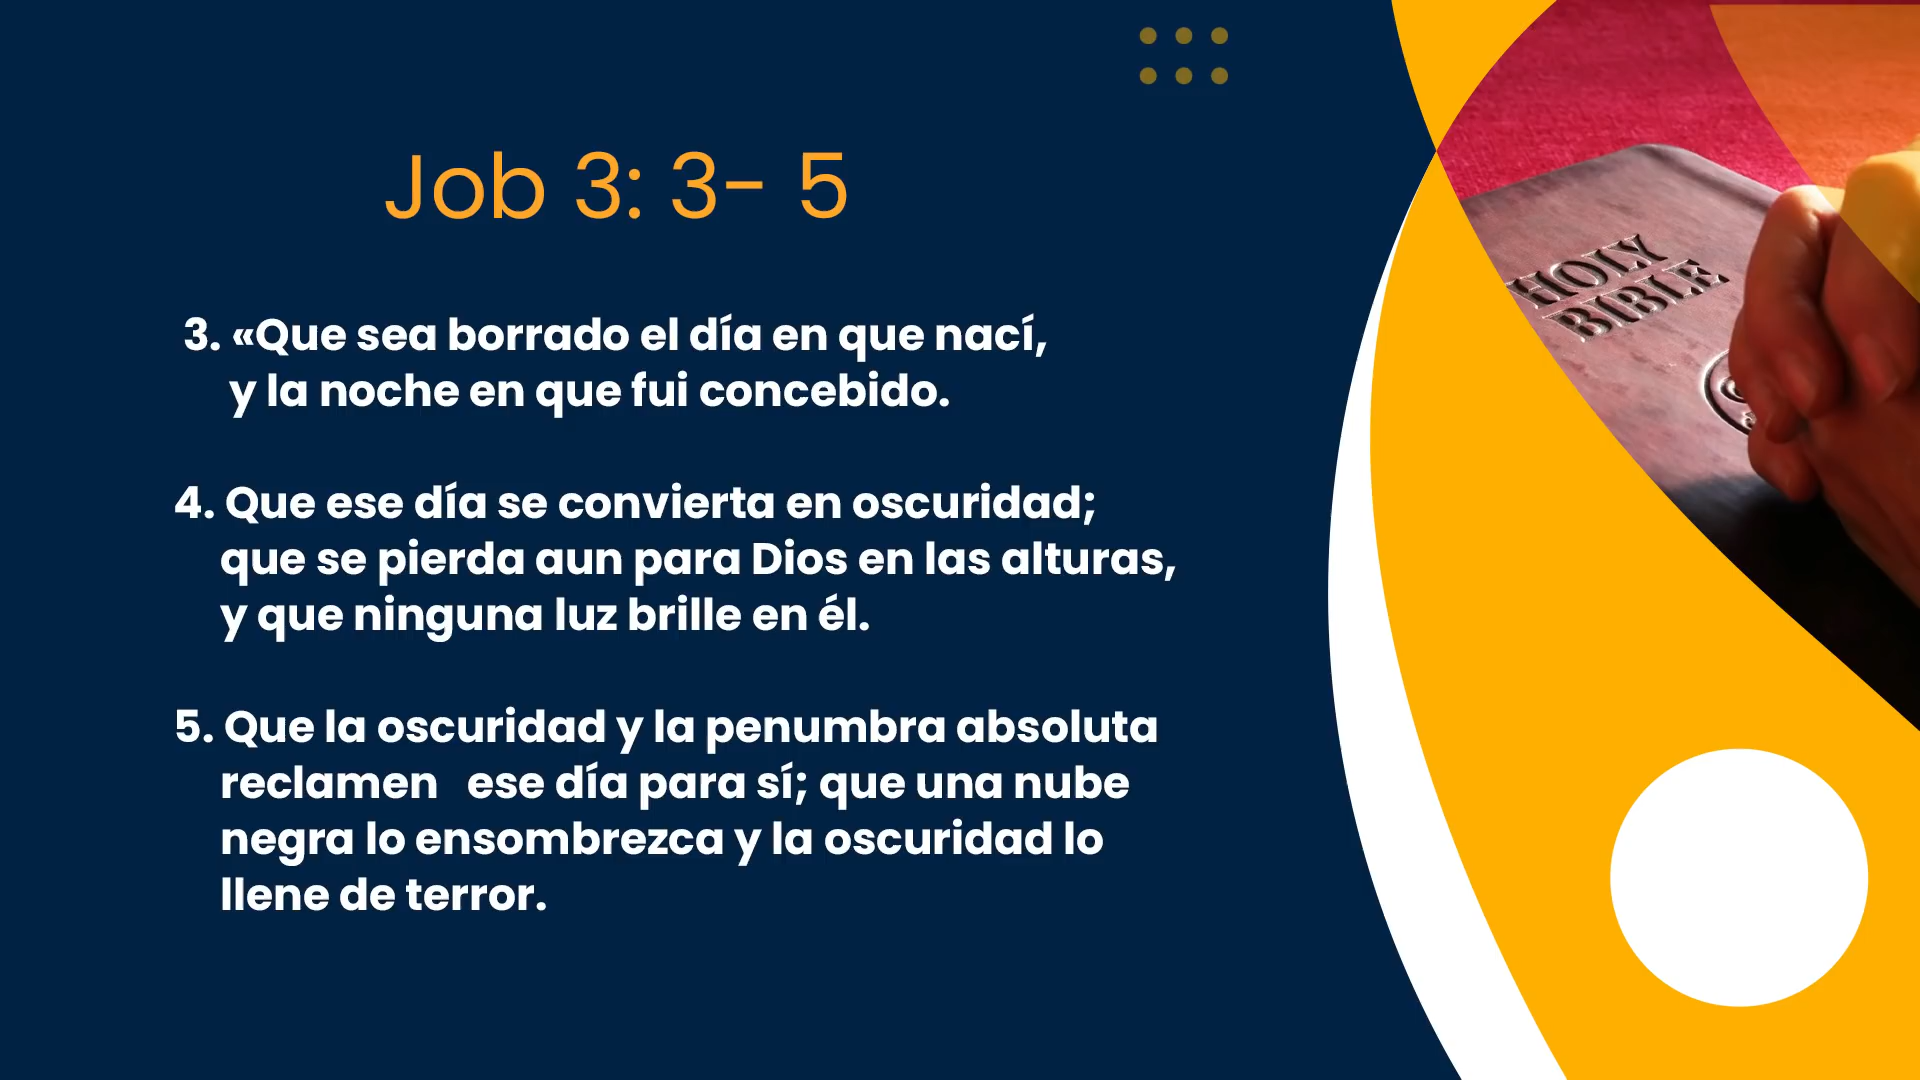 Job 3: 3- 5
3. «Que sea borrado el día en que nací,
y la noche en que fui concebido.
4. Que ese día se convierta en oscuridad;
que se pierda aun para Dios en las alturas,
y que ninguna luz brille en él.
5. Que la oscuridad y la penumbra absoluta
reclamen ese día para sí; que una nube
negra lo ensombrezca y la oscuridad lo
llene de terror.
HOLY
BIBLE